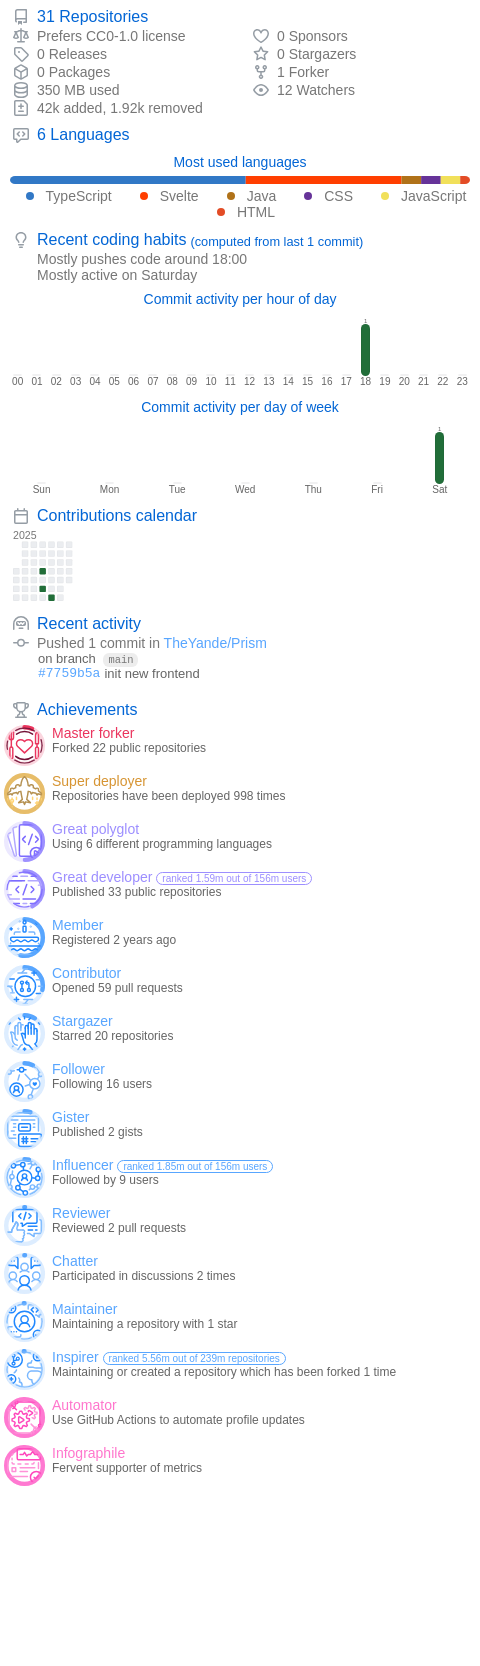 31 Repositories
Prefers CC0-1.0 license
0 Sponsors
0 Releases
0 Stargazers
0 Packages
1 Forker
350 MB used
12 Watchers
42k added, 1.92k removed
6 Languages
Most used languages
TypeScript Svelte Java CSS JavaScript
HTML
Recent coding habits (computed from last 1 commit)
Mostly pushes code around 18:00
Mostly active on Saturday
Commit activity per hour of day
1
00 01 02 03 04 05 06 07 08 09 10 11 12 13 14 15 16 17 18 19 20 21 22 23
Commit activity per day of week
1
Sun Mon Tue Wed Thu Fri Sat
Contributions calendar
2025
Recent activity
Pushed 1 commit in TheYande/Prism
on branch main
#7759b5a init new frontend
Achievements
Master forker
Forked 22 public repositories
Super deployer
Repositories have been deployed 998 times
Great polyglot
Using 6 different programming languages
Great developer ranked 1.59m out of 156m users
Published 33 public repositories
Member
Registered 2 years ago
Contributor
Opened 59 pull requests
Stargazer
Starred 20 repositories
Follower
Following 16 users
Gister
Published 2 gists
Influencer ranked 1.85m out of 156m users
Followed by 9 users
Reviewer
Reviewed 2 pull requests
Chatter
Participated in discussions 2 times
Maintainer
Maintaining a repository with 1 star
Inspirer ranked 5.56m out of 239m repositories
Maintaining or created a repository which has been forked 1 time
Automator
Use GitHub Actions to automate profile updates
Infographile
Fervent supporter of metrics